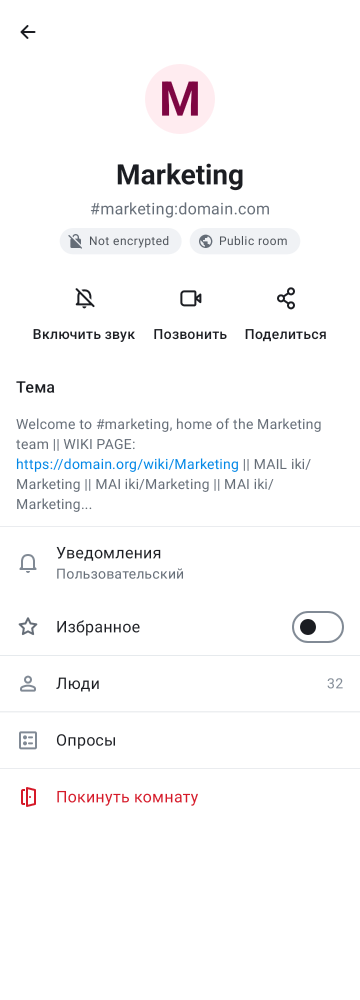 M
Marketing
#marketing:domain.com
Not encrypted
Public room
Включить звук
Позвонить
Поделиться
Тема
Welcome to #marketing, home of the Marketing
team || WIKI PAGE:
https://domain.org/wiki/Marketing || MAIL iki/
Marketing || MAI iki/Marketing || MAI iki/
Marketing...
Уведомления
Пользовательский
Избранное
Люди 32
Опросы
Покинуть комнату